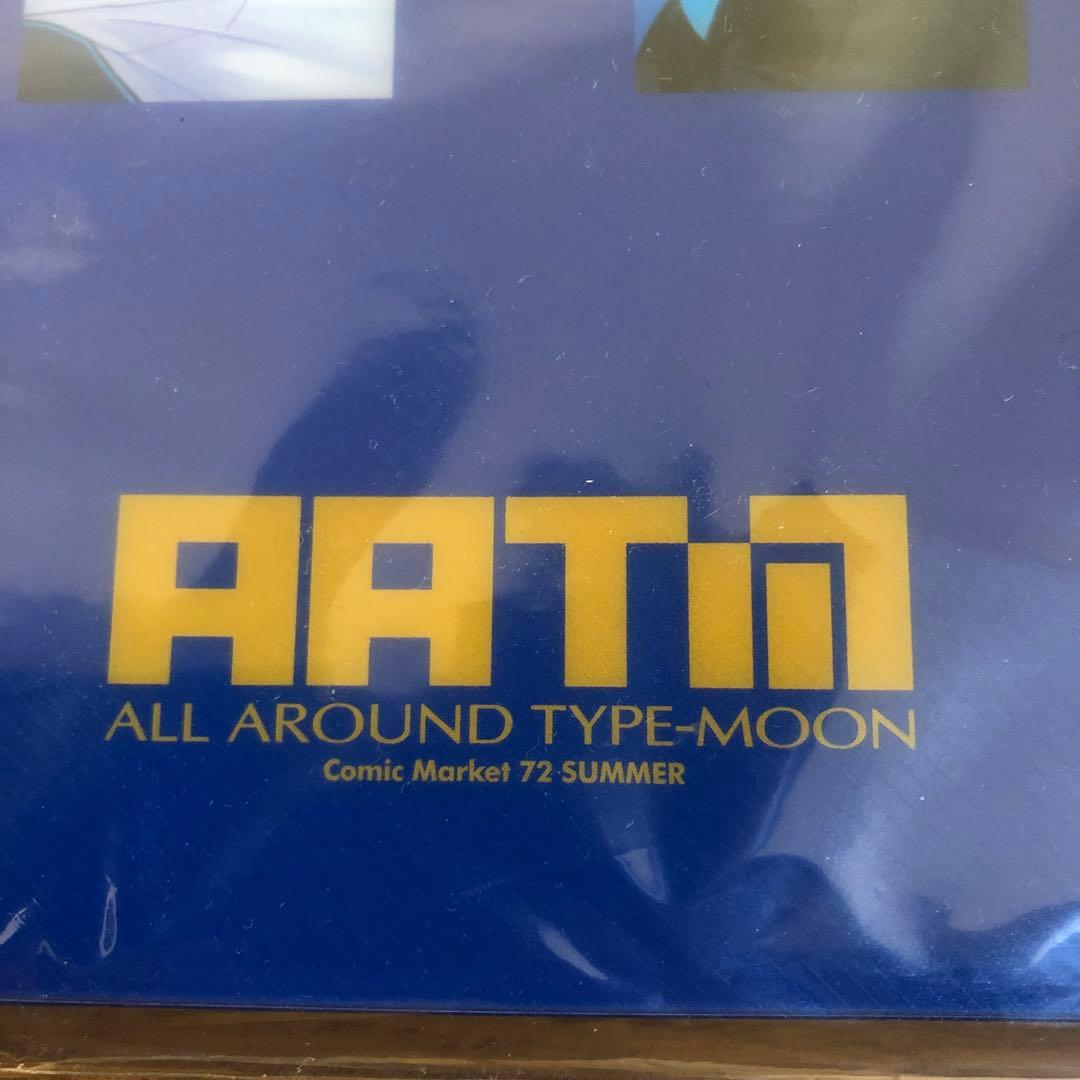 AATM
ALL AROUND TYPE-MOON
Comic Market 72 SUMMER